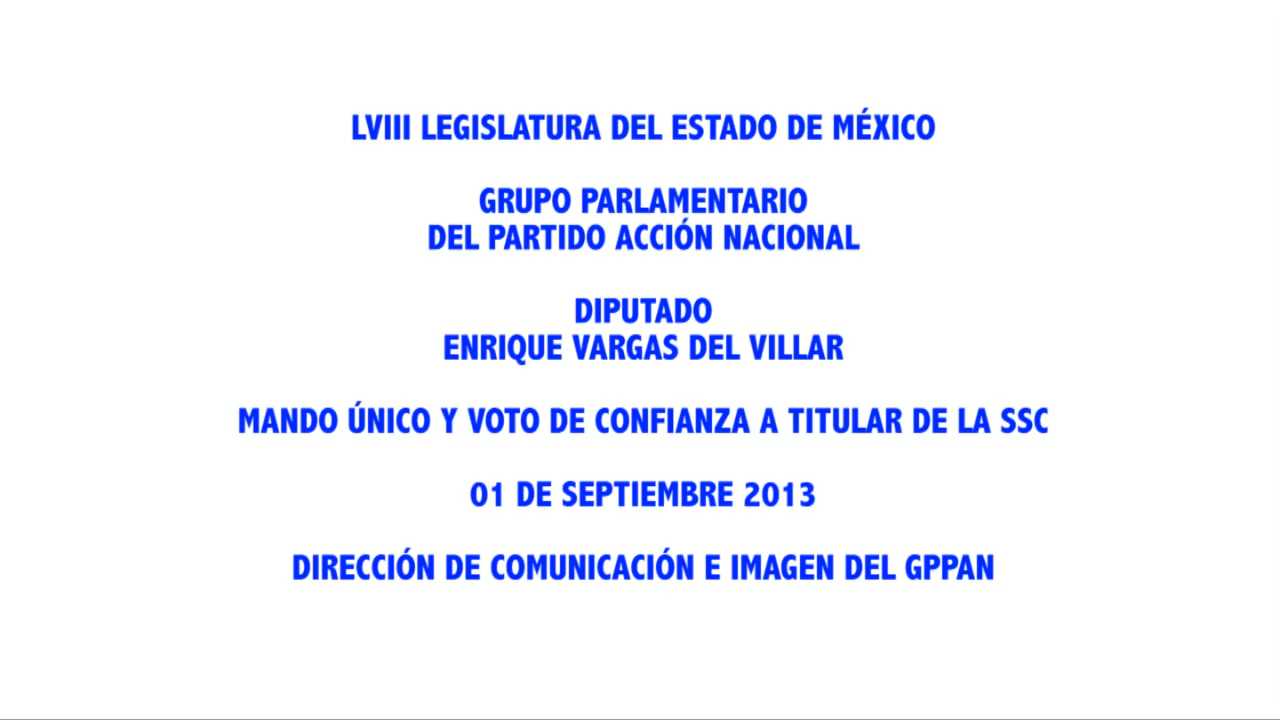 LVIII LEGISLATURA DEL ESTADO DE MÉXICO
GRUPO PARLAMENTARIO
DEL PARTIDO ACCIÓN NACIONAL
DIPUTADO
ENRIQUE VARGAS DEL VILLAR
MANDO ÚNICO Y VOTO DE CONFIANZA A TITULAR DE LA SSC
01 DE SEPTIEMBRE 2013
DIRECCIÓN DE COMUNICACIÓN E IMAGEN DEL GPPAN